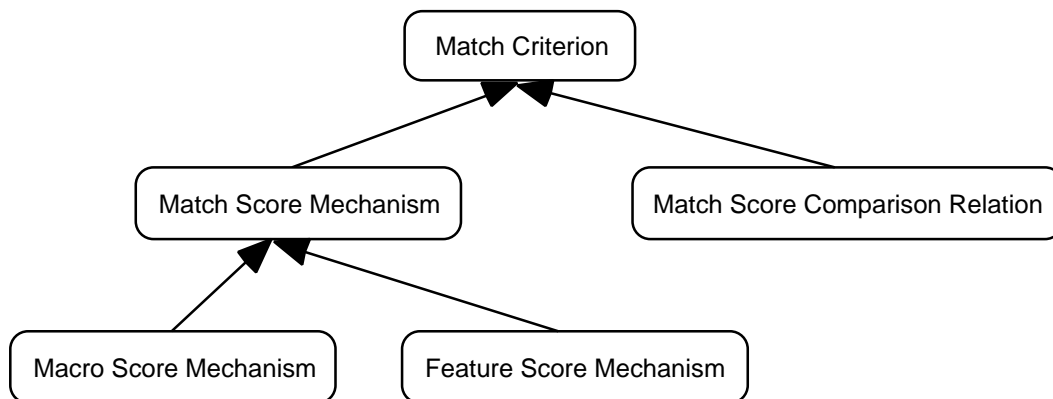 Match Criterion
Match Score Mechanism
Match Score Comparison Relation
Macro Score Mechanism
Feature Score Mechanism